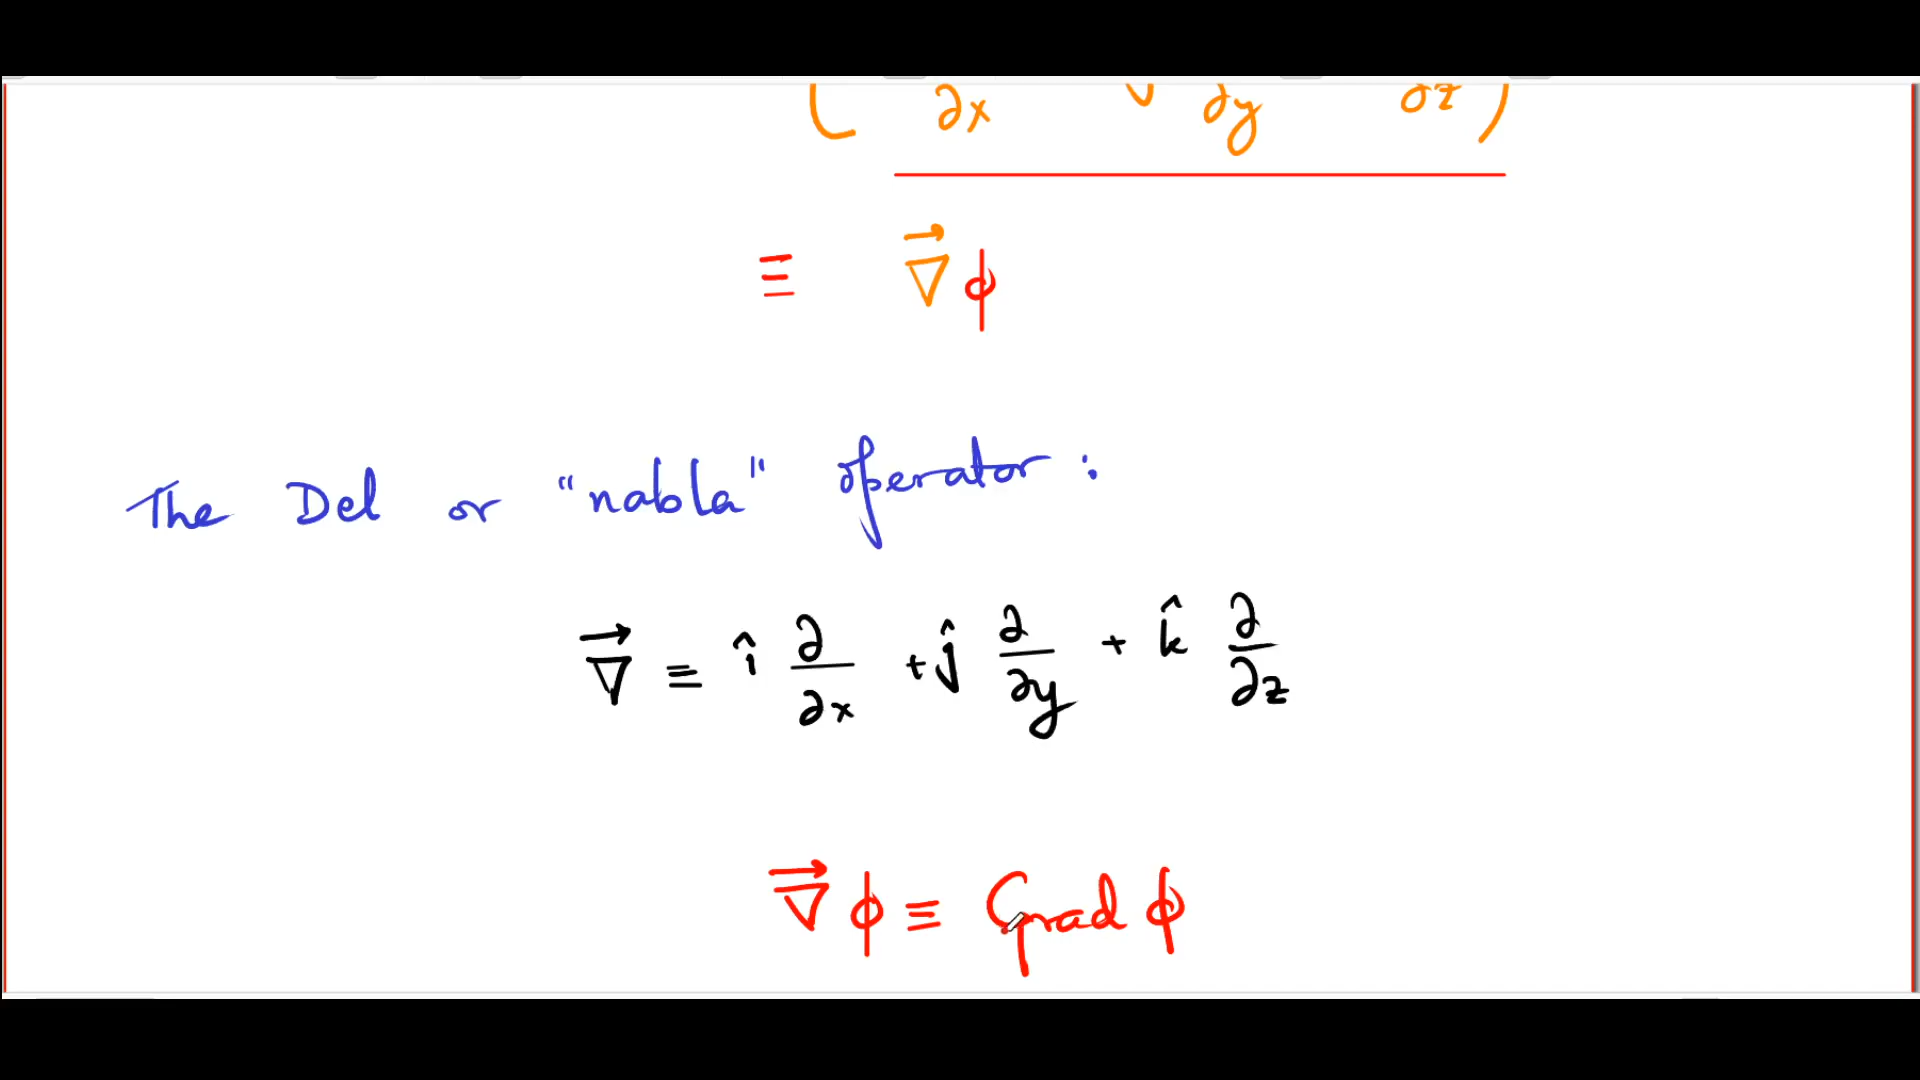 ( ∂x ∂y ∂z )
≡ ∇⃗ ϕ
The Del or "nabla" operator :
∇⃗ ≡ î ∂/∂x + ĵ ∂/∂y + k̂ ∂/∂z
∇⃗ ϕ ≡ Grad ϕ